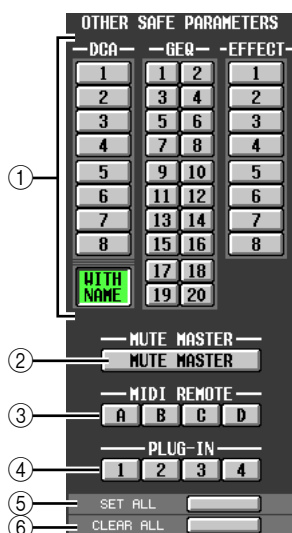 OTHER SAFE PARAMETERS
DCA GEQ EFFECT
1 1 2 1
2 3 4 2
3 5 6 3
4 7 8 4
① 5 9 10 5
6 11 12 6
7 13 14 7
8 15 16 8
WITH NAME 17 18
19 20
MUTE MASTER
② MUTE MASTER
MIDI REMOTE
③ A B C D
PLUG-IN
④ 1 2 3 4
⑤ SET ALL
⑥ CLEAR ALL